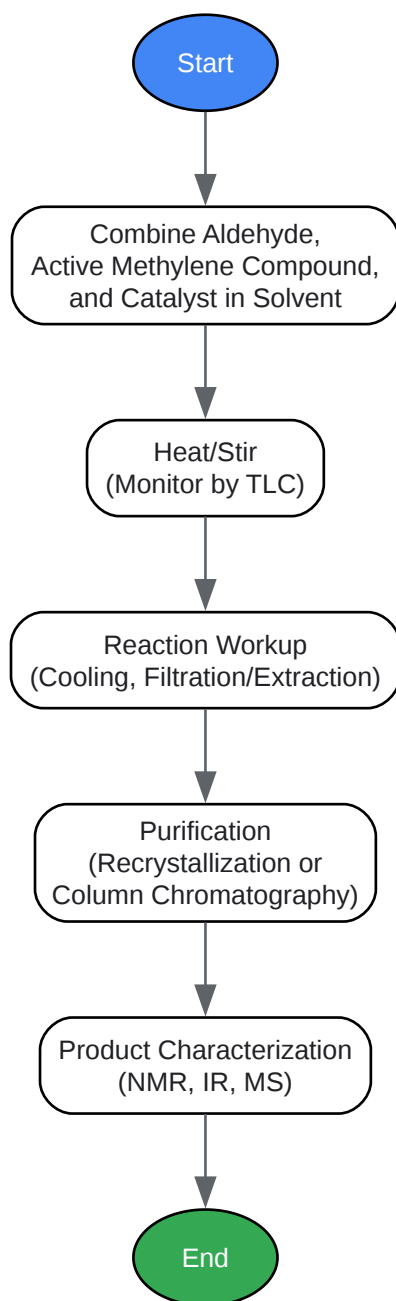 Start
Combine Aldehyde,
Active Methylene Compound,
and Catalyst in Solvent
Heat/Stir
(Monitor by TLC)
Reaction Workup
(Cooling, Filtration/Extraction)
Purification
(Recrystallization or
Column Chromatography)
Product Characterization
(NMR, IR, MS)
End